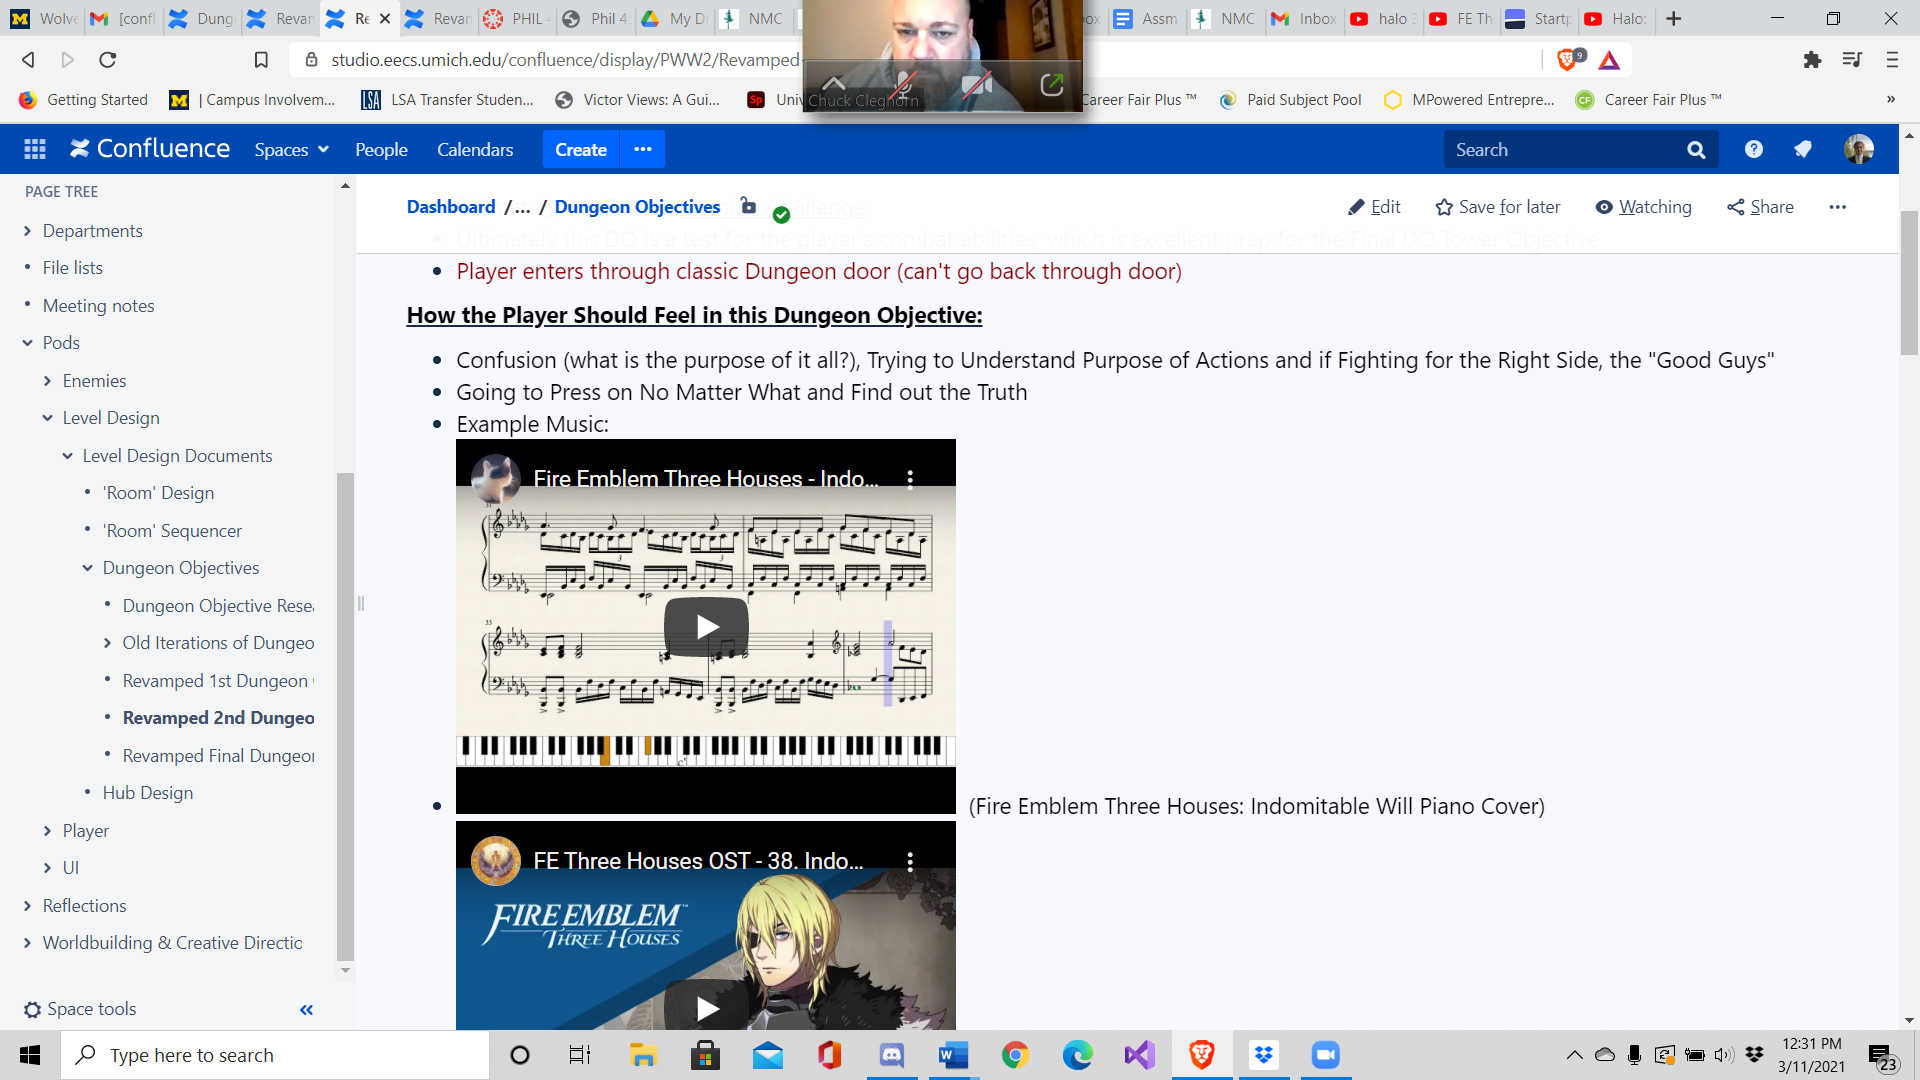 Wolve
[confl
Dung
Revan
Re
Revan
PHIL 4
Phil 4
My Dr
NMC
Assm
NMC
Inbox
halo 3
FE Thr
Startp
Halo:
studio.eecs.umich.edu/confluence/display/PWW2/Revamped
9
Getting Started
| Campus Involvem...
LSA Transfer Studen...
Victor Views: A Gui...
Career Fair Plus ™
Paid Subject Pool
MPowered Entrepre...
Career Fair Plus ™
»
Chuck Cleghorn
Confluence
Spaces
People
Calendars
Create
Search
PAGE TREE
Departments
File lists
Meeting notes
Pods
Enemies
Level Design
Level Design Documents
'Room' Design
'Room' Sequencer
Dungeon Objectives
Dungeon Objective Resea
Old Iterations of Dungeo
Revamped 1st Dungeon
Revamped 2nd Dungeo
Revamped Final Dungeon
Hub Design
Player
UI
Reflections
Worldbuilding & Creative Directio
Space tools
Dashboard /... / Dungeon Objectives
Edit
Save for later
Watching
Share
Ultimately this DO is a test for the player's combat abilities, which is excellent prep for the Final DO Tower Objective
Player enters through classic Dungeon door (can't go back through door)
How the Player Should Feel in this Dungeon Objective:
Confusion (what is the purpose of it all?), Trying to Understand Purpose of Actions and if Fighting for the Right Side, the "Good Guys"
Going to Press on No Matter What and Find out the Truth
Example Music:
Fire Emblem Three Houses - Indo...
33
(Fire Emblem Three Houses: Indomitable Will Piano Cover)
FE Three Houses OST - 38. Indo...
FIRE EMBLEM™
THREE HOUSES
Type here to search
12:31 PM
3/11/2021
23